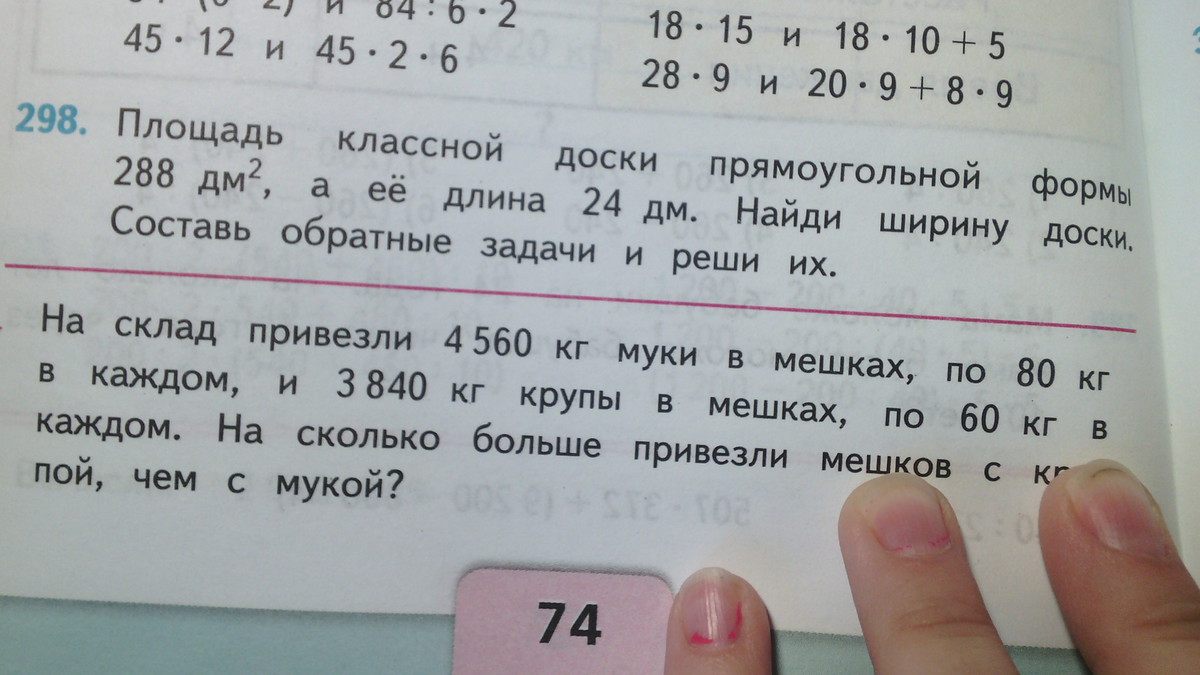 84 : 6 · 2
45 · 12 и 45 · 2 · 6
18 · 15 и 18 · 10 + 5
28 · 9 и 20 · 9 + 8 · 9
298. Площадь классной доски прямоугольной формы
288 дм², а её длина 24 дм. Найди ширину доски.
Составь обратные задачи и реши их.
На склад привезли 4 560 кг муки в мешках, по 80 кг
в каждом, и 3 840 кг крупы в мешках, по 60 кг в
каждом. На сколько больше привезли мешков с
пой, чем с мукой?
74